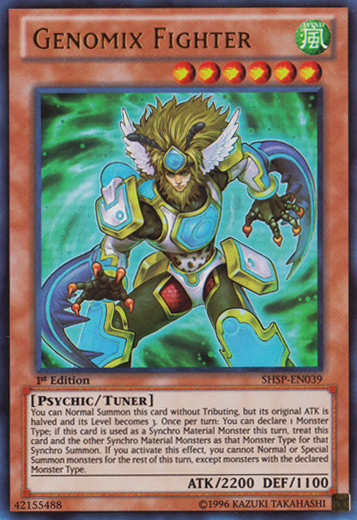 GENOMIX FIGHTER
WIND
風
1st Edition
SHSP-EN039
[PSYCHIC/ TUNER]
You can Normal Summon this card without Tributing, but its original ATK is
halved and its Level becomes 3. Once per turn: You can declare 1 Monster
Type; if this card is used as a Synchro Material Monster this turn, treat this
card and the other Synchro Material Monsters as that Monster Type for that
Synchro Summon. If you activate this effect, you cannot Normal or Special
Summon monsters for the rest of this turn, except monsters with the declared
Monster Type.
ATK/2200 DEF/1100
42155488
©1996 KAZUKI TAKAHASHI